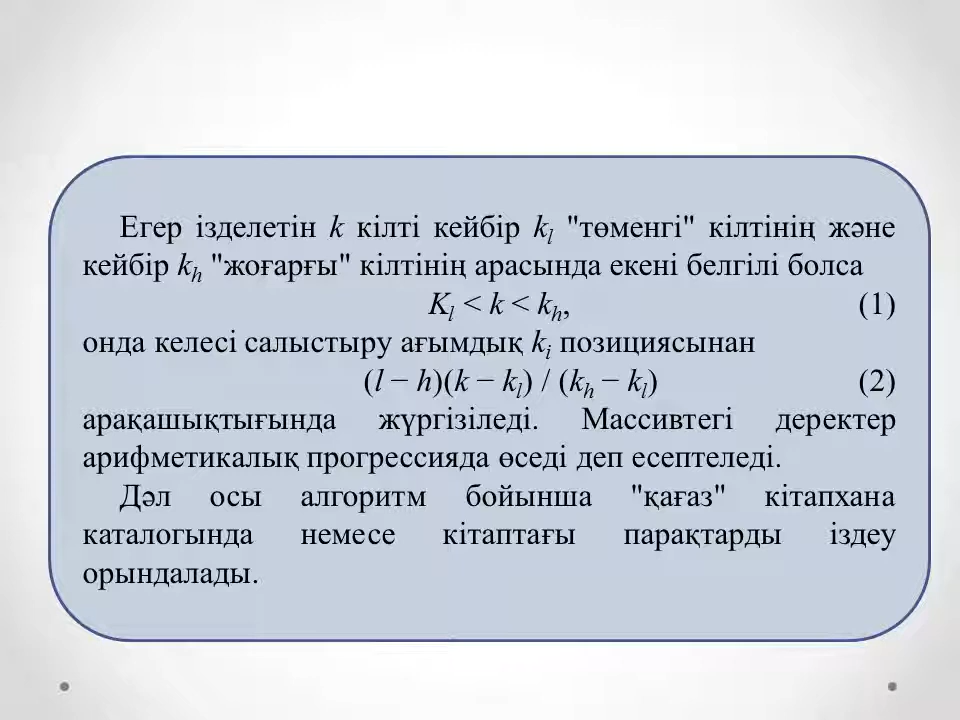 Егер ізделетін k кілті кейбір kl "төменгі" кілтінің және
кейбір kh "жоғарғы" кілтінің арасында екені белгілі болса
Kl < k < kh, (1)
онда келесі салыстыру ағымдық ki позициясынан
(l − h)(k − kl) / (kh − kl) (2)
арақашықтығында жүргізіледі. Массивтегі деректер
арифметикалық прогрессияда өседі деп есептеледі.
Дәл осы алгоритм бойынша "қағаз" кітапхана
каталогында немесе кітаптағы парақтарды іздеу
орындалады.